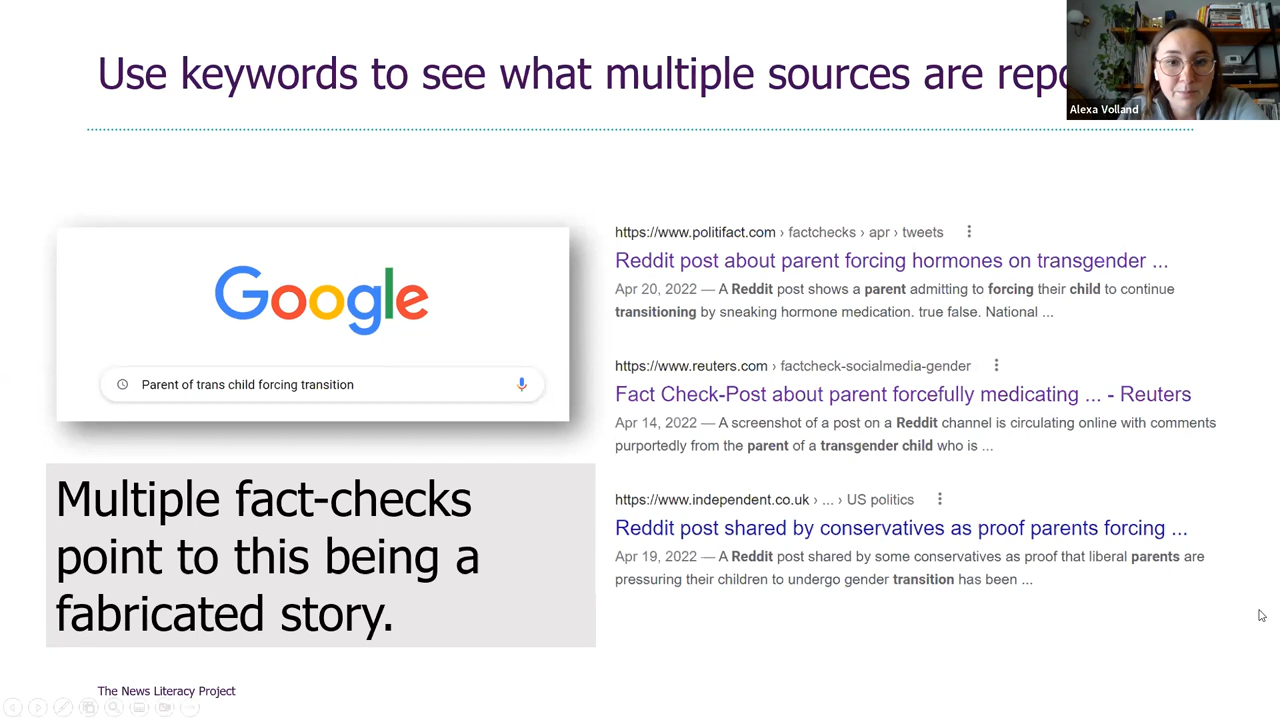 Use keywords to see what multiple sources are repo
Alexa Volland
Google
Parent of trans child forcing transition
https://www.politifact.com › factchecks › apr › tweets
Reddit post about parent forcing hormones on transgender ...
Apr 20, 2022 — A Reddit post shows a parent admitting to forcing their child to continue
transitioning by sneaking hormone medication. true false. National ...
https://www.reuters.com › factcheck-socialmedia-gender
Fact Check-Post about parent forcefully medicating ... - Reuters
Apr 14, 2022 — A screenshot of a post on a Reddit channel is circulating online with comments
purportedly from the parent of a transgender child who is ...
https://www.independent.co.uk › ... › US politics
Reddit post shared by conservatives as proof parents forcing ...
Apr 19, 2022 — A Reddit post shared by some conservatives as proof that liberal parents are
pressuring their children to undergo gender transition has been ...
Multiple fact-checks
point to this being a
fabricated story.
The News Literacy Project